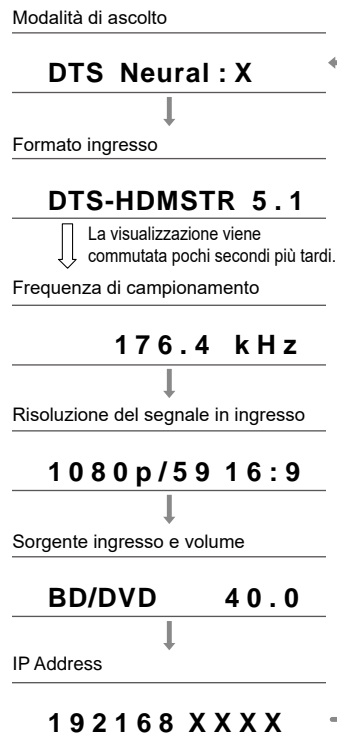 Modalità di ascolto
DTS Neural:X
Formato ingresso
DTS-HDMSTR 5.1
La visualizzazione viene
commutata pochi secondi più tardi.
Frequenza di campionamento
176.4 kHz
Risoluzione del segnale in ingresso
1080p/59 16:9
Sorgente ingresso e volume
BD/DVD 40.0
IP Address
192168XXXX